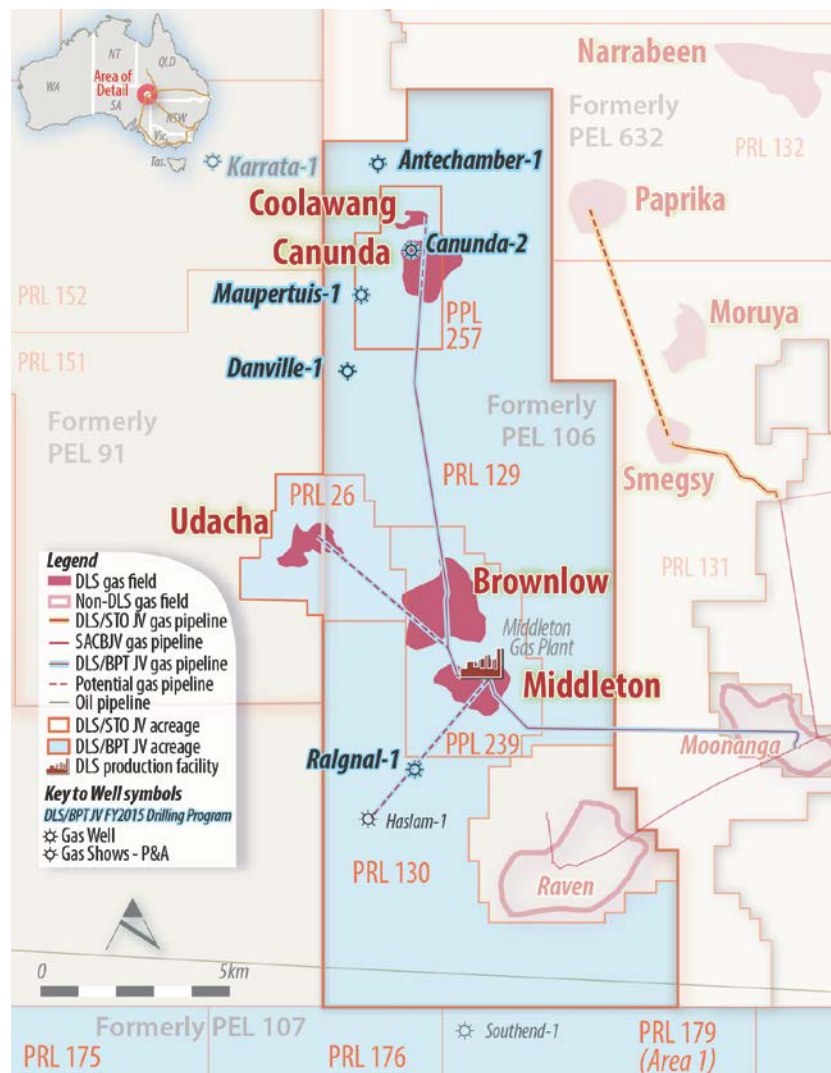 NT
QLD
WA
Area of
Detail
SA
NSW
Vic.
Tas.
Narrabeen
Formerly
PEL 632
PRL 132
Karrata-1
Antechamber-1
Coolawang
Paprika
Canunda
Canunda-2
PRL 152
Maupertuis-1
PPL
257
Moruya
PRL 151
Danville-1
Formerly
PEL 91
Formerly
PEL 106
PRL 129
Smegsy
PRL 26
Udacha
Legend
DLS gas field
Non-DLS gas field
DLS/STO JV gas pipeline
SACBJV gas pipeline
DLS/BPT JV gas pipeline
Potential gas pipeline
Oil pipeline
DLS/STO JV acreage
DLS/BPT JV acreage
DLS production facility
Key to Well symbols
DLS/BPT JV FY2015 Drilling Program
Gas Well
Gas Shows - P&A
Brownlow
PRL 131
Middleton
Gas Plant
Middleton
PPL 239
Moonanga
Ralgnal-1
Haslam-1
PRL 130
Raven
0
5km
Formerly PEL 107
Southend-1
PRL 175
PRL 176
PRL 179
(Area 1)